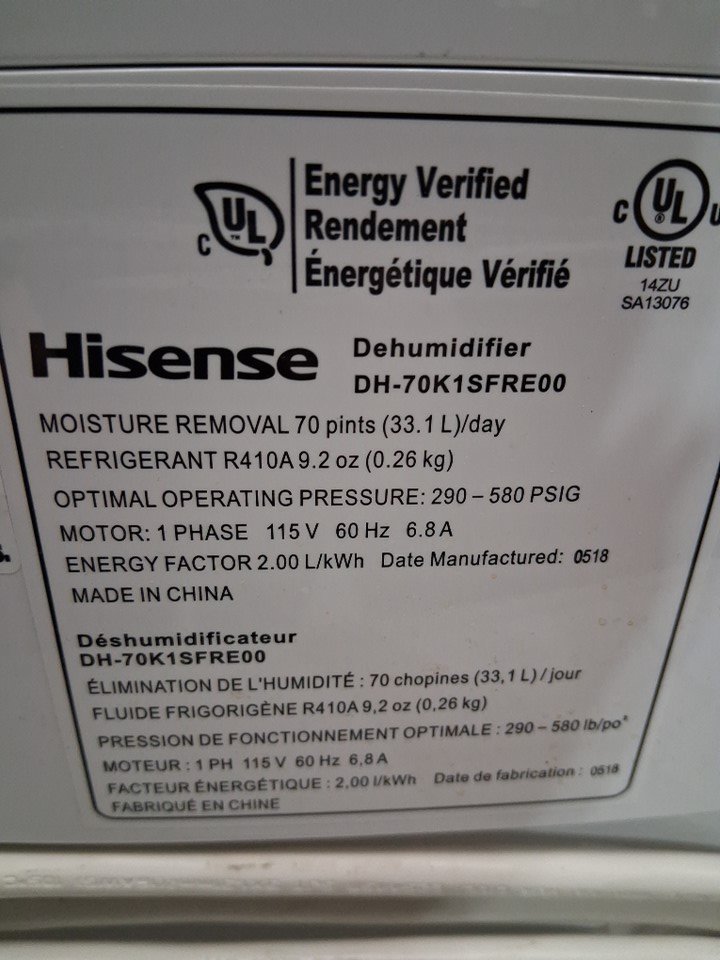 UL
C
Energy Verified
Rendement
Énergétique Vérifié
C UL
LISTED
14ZU
SA13076
Hisense
Dehumidifier
DH-70K1SFRE00
MOISTURE REMOVAL 70 pints (33.1 L)/day
REFRIGERANT R410A 9.2 oz (0.26 kg)
OPTIMAL OPERATING PRESSURE: 290 – 580 PSIG
MOTOR: 1 PHASE 115 V 60 Hz 6.8 A
ENERGY FACTOR 2.00 L/kWh Date Manufactured: 0518
MADE IN CHINA
Déshumidificateur
DH-70K1SFRE00
ÉLIMINATION DE L'HUMIDITÉ : 70 chopines (33,1 L) / jour
FLUIDE FRIGORIGÈNE R410A 9,2 oz (0,26 kg)
PRESSION DE FONCTIONNEMENT OPTIMALE : 290 – 580 lb/po²
MOTEUR : 1 PH 115 V 60 Hz 6,8 A
FACTEUR ÉNERGÉTIQUE : 2,00 l/kWh Date de fabrication : 0518
FABRIQUÉ EN CHINE